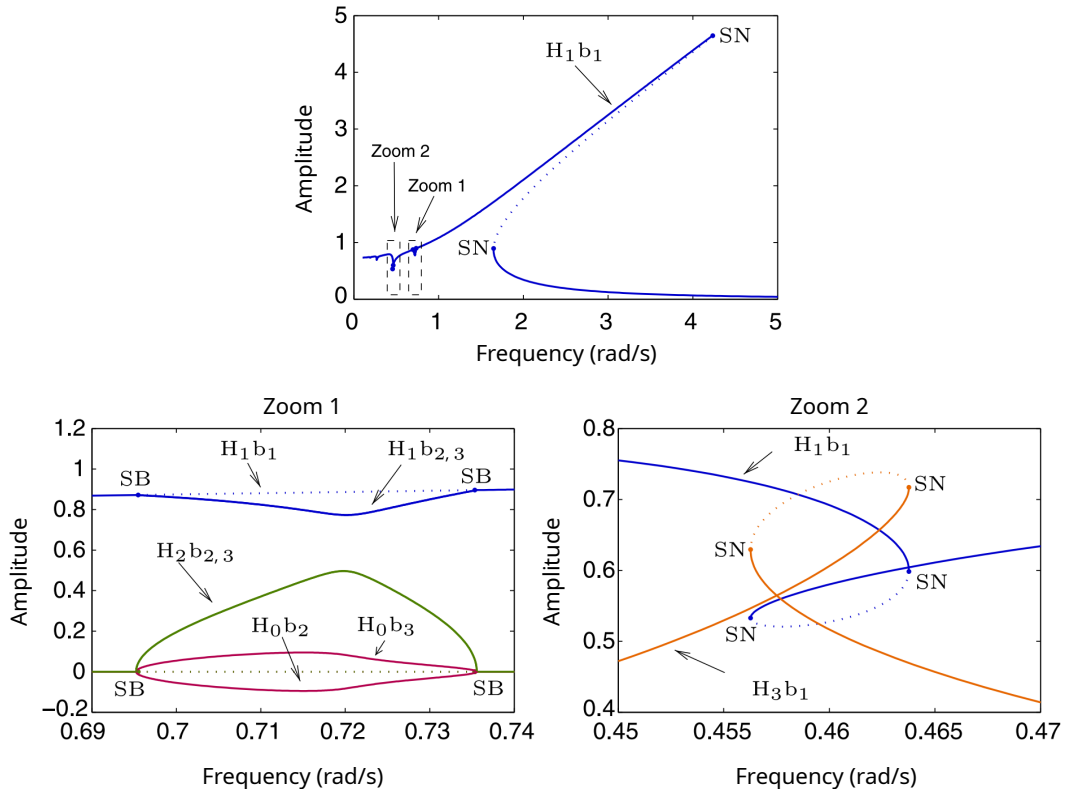 5
SN
H₁b₁
4
Amplitude
3
Zoom 2
2
Zoom 1
1
SN
0
0 1 2 3 4 5
Frequency (rad/s)
Zoom 1
1.2
H₁b₁
H₁b₂,₃
SB
SB
1
0.8
0.6
H₂b₂,₃
0.4
Amplitude
H₀b₂
H₀b₃
0.2
0
SB
SB
−0.2
0.69 0.7 0.71 0.72 0.73 0.74
Frequency (rad/s)
Zoom 2
0.8
H₁b₁
SN
0.7
Amplitude
SN
0.6
SN
SN
0.5
H₃b₁
0.4
0.45 0.455 0.46 0.465 0.47
Frequency (rad/s)